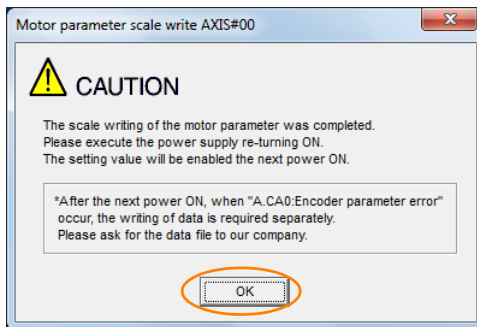 Motor parameter scale write AXIS#00
CAUTION
The scale writing of the motor parameter was completed.
Please execute the power supply re-turning ON.
The setting value will be enabled the next power ON.
*After the next power ON, when "A.CA0:Encoder parameter error"
occur, the writing of data is required separately.
Please ask for the data file to our company.
OK